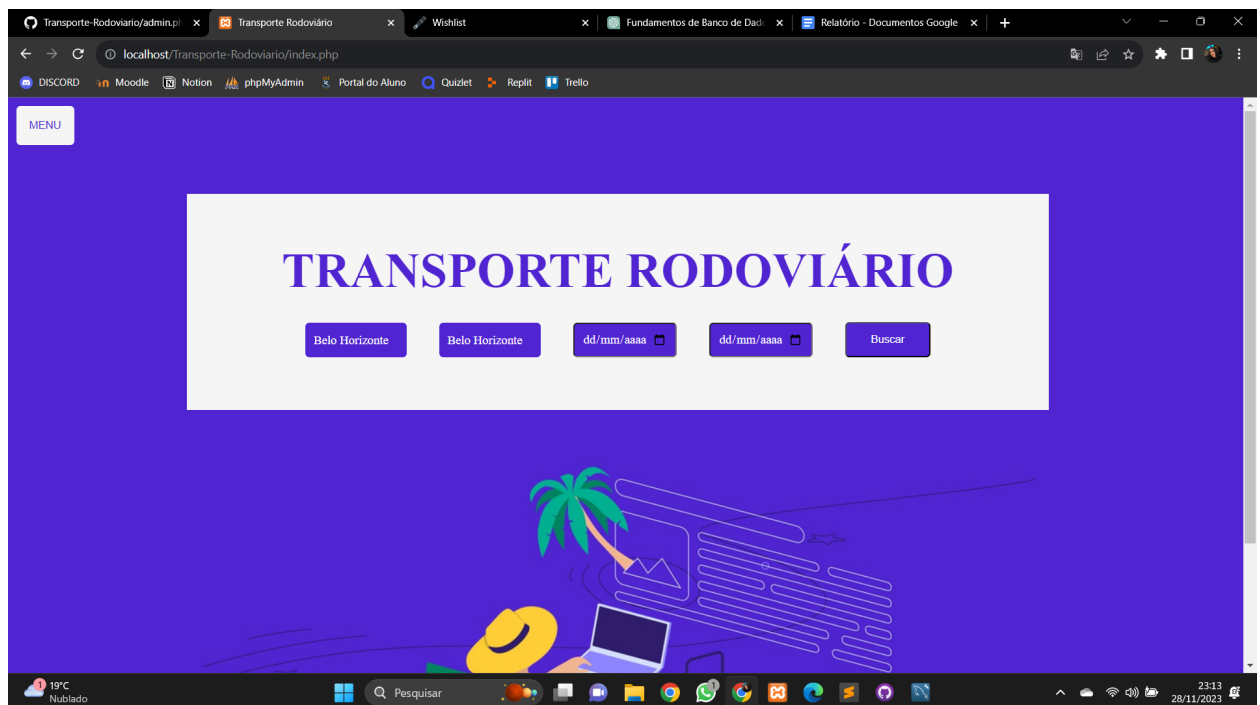 Transporte-Rodoviario/admin.ph
Transporte Rodoviário
Wishlist
Fundamentos de Banco de Dado
Relatório - Documentos Google
localhost/Transporte-Rodoviario/index.php
DISCORD
Moodle
Notion
phpMyAdmin
Portal do Aluno
Quizlet
Replit
Trello
MENU
TRANSPORTE RODOVIÁRIO
Belo Horizonte
Belo Horizonte
dd/mm/aaaa
dd/mm/aaaa
Buscar
1
19°C
Nublado
Pesquisar
23:13
28/11/2023